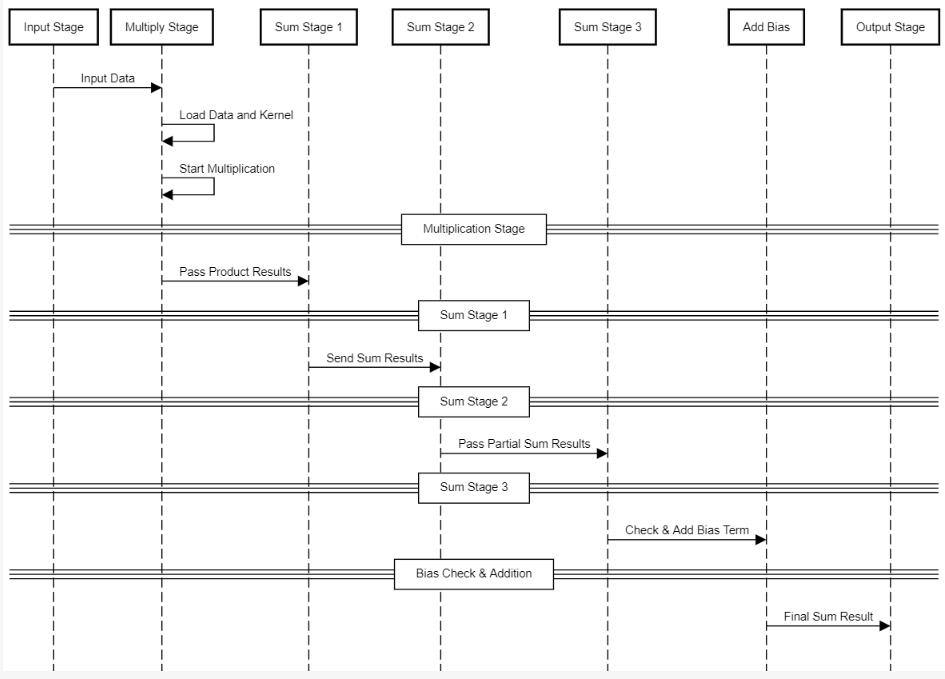 Input Stage
Multiply Stage
Sum Stage 1
Sum Stage 2
Sum Stage 3
Add Bias
Output Stage
Input Data
Load Data and Kernel
Start Multiplication
Multiplication Stage
Pass Product Results
Sum Stage 1
Send Sum Results
Sum Stage 2
Pass Partial Sum Results
Sum Stage 3
Check & Add Bias Term
Bias Check & Addition
Final Sum Result